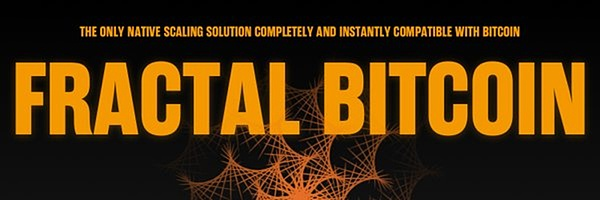 THE ONLY NATIVE SCALING SOLUTION COMPLETELY AND INSTANTLY COMPATIBLE WITH BITCOIN
FRACTAL BITCOIN